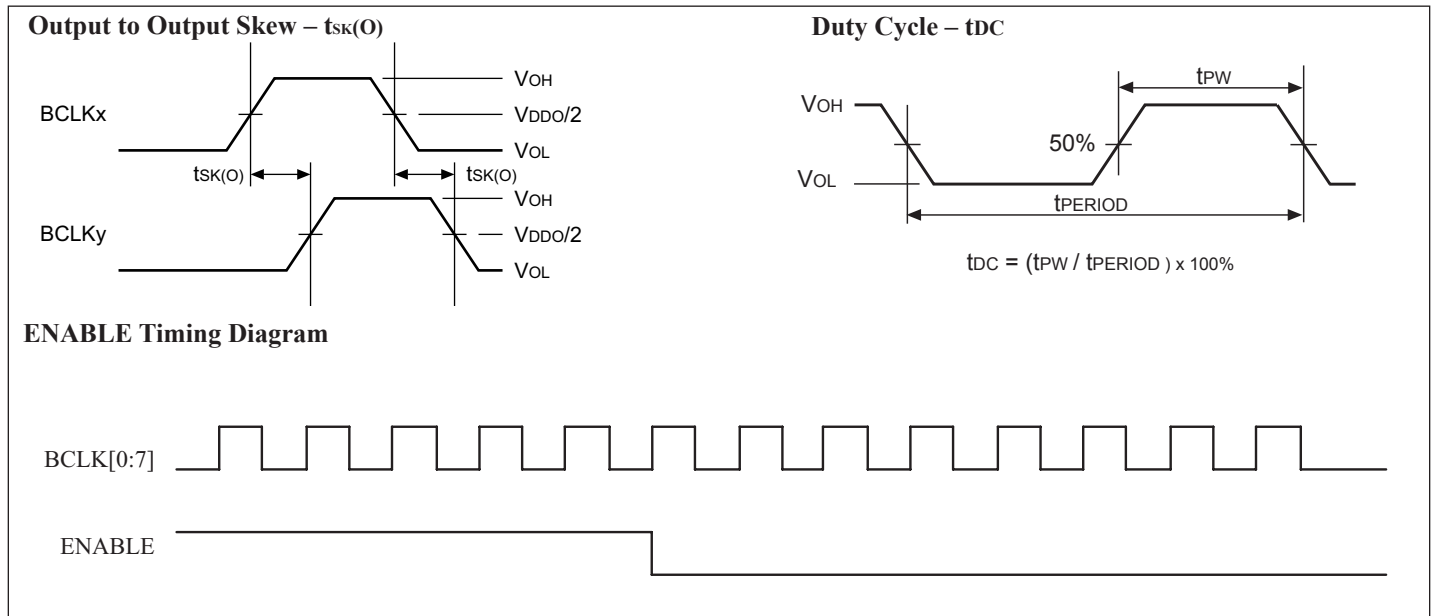 Output to Output Skew – tSK(O)
BCLKx
VOH
VDDO/2
VOL
tSK(O)
tSK(O)
BCLKy
VOH
VDDO/2
VOL
Duty Cycle – tDC
tPW
VOH
50%
VOL
tPERIOD
tDC = (tPW / tPERIOD ) x 100%
ENABLE Timing Diagram
BCLK[0:7]
ENABLE